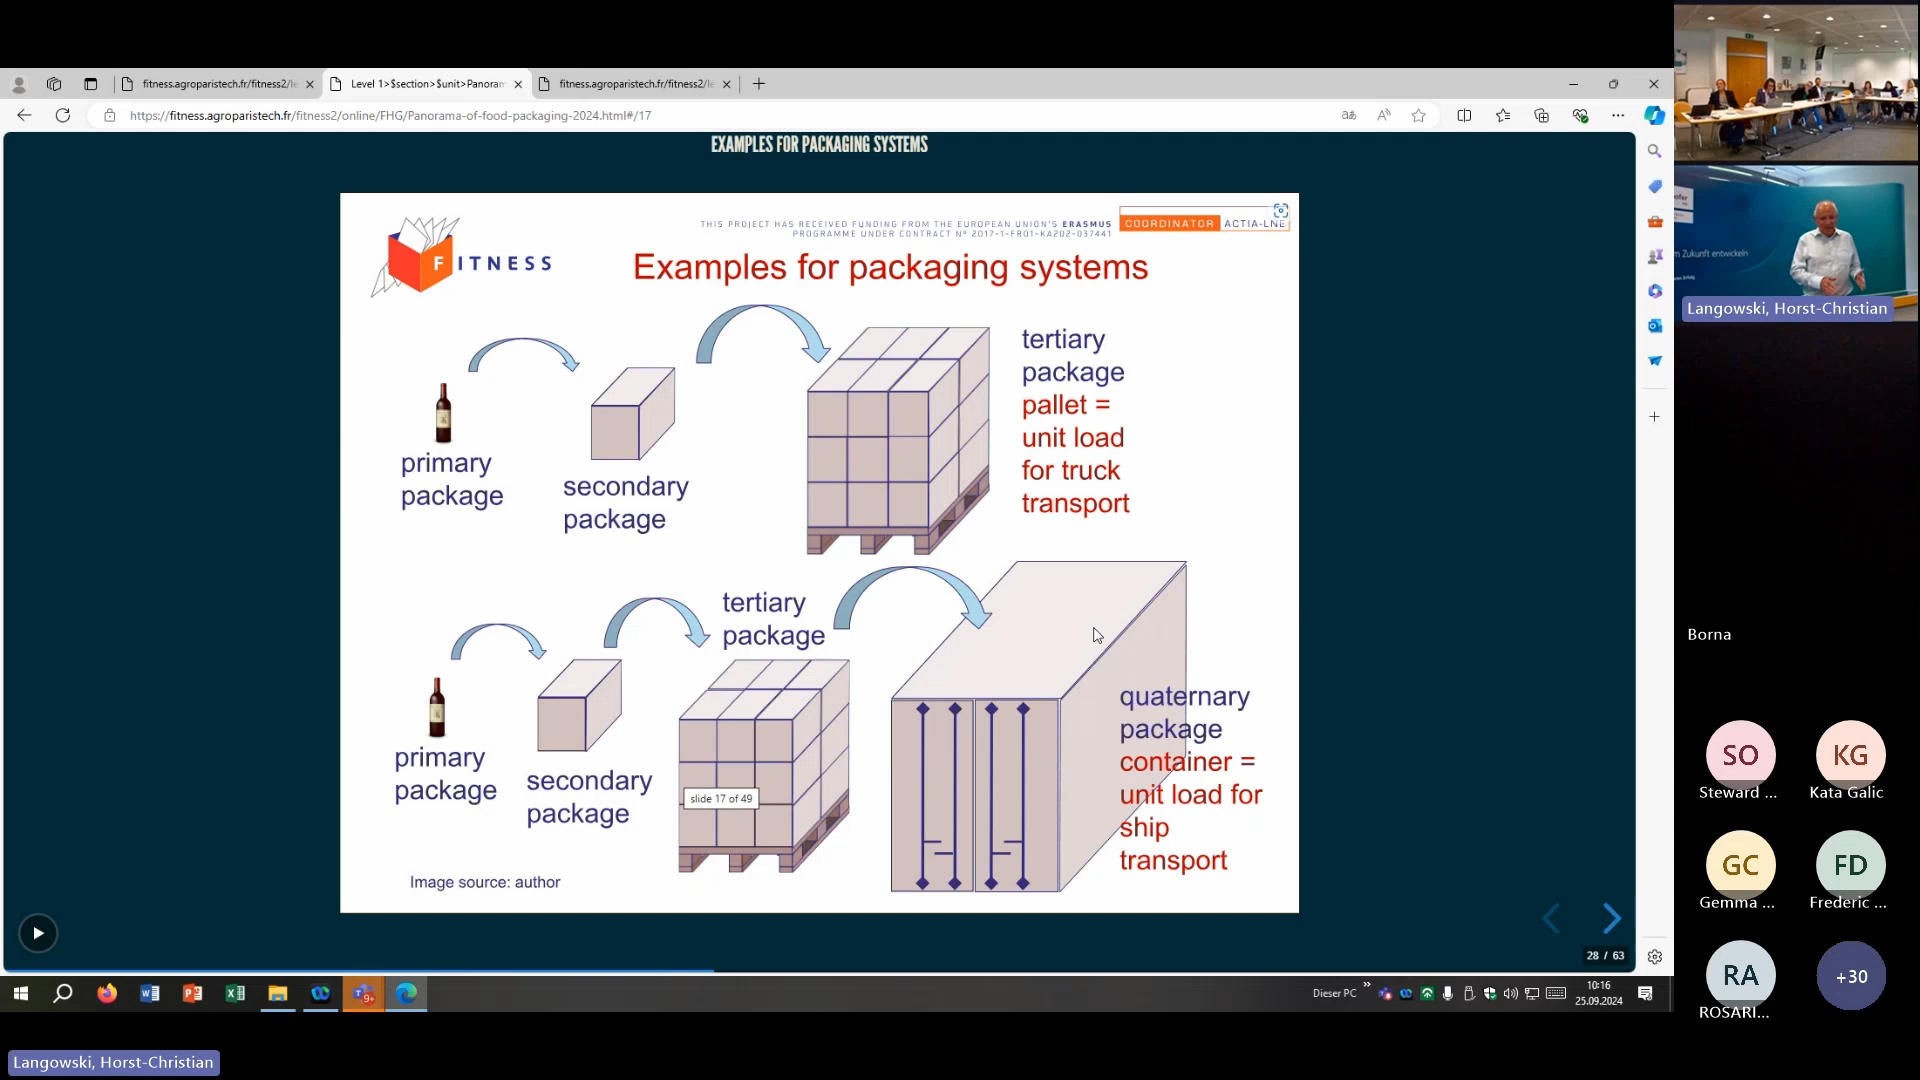 fitness.agroparistech.fr/fitness2/le
Level 1>$section>$unit>Panoram
fitness.agroparistech.fr/fitness2/le
https://fitness.agroparistech.fr/fitness2/online/FHG/Panorama-of-food-packaging-2024.html#/17
EXAMPLES FOR PACKAGING SYSTEMS
THIS PROJECT HAS RECEIVED FUNDING FROM THE EUROPEAN UNION'S ERASMUS
PROGRAMME UNDER CONTRACT Nº 2017-1-FR01-KA202-037441
COORDINATOR ACTIA-LNE
FITNESS
Examples for packaging systems
primary
package
secondary
package
tertiary
package
pallet =
unit load
for truck
transport
primary
package
secondary
package
tertiary
package
quaternary
package
container =
unit load for
ship
transport
slide 17 of 49
Image source: author
28 / 63
Dieser PC
10:16
25.09.2024
Langowski, Horst-Christian
m Zukunft entwickeln
Langowski, Horst-Christian
Borna
SO
Steward ...
KG
Kata Galic
GC
Gemma ...
FD
Frederic ...
RA
ROSARI...
+30